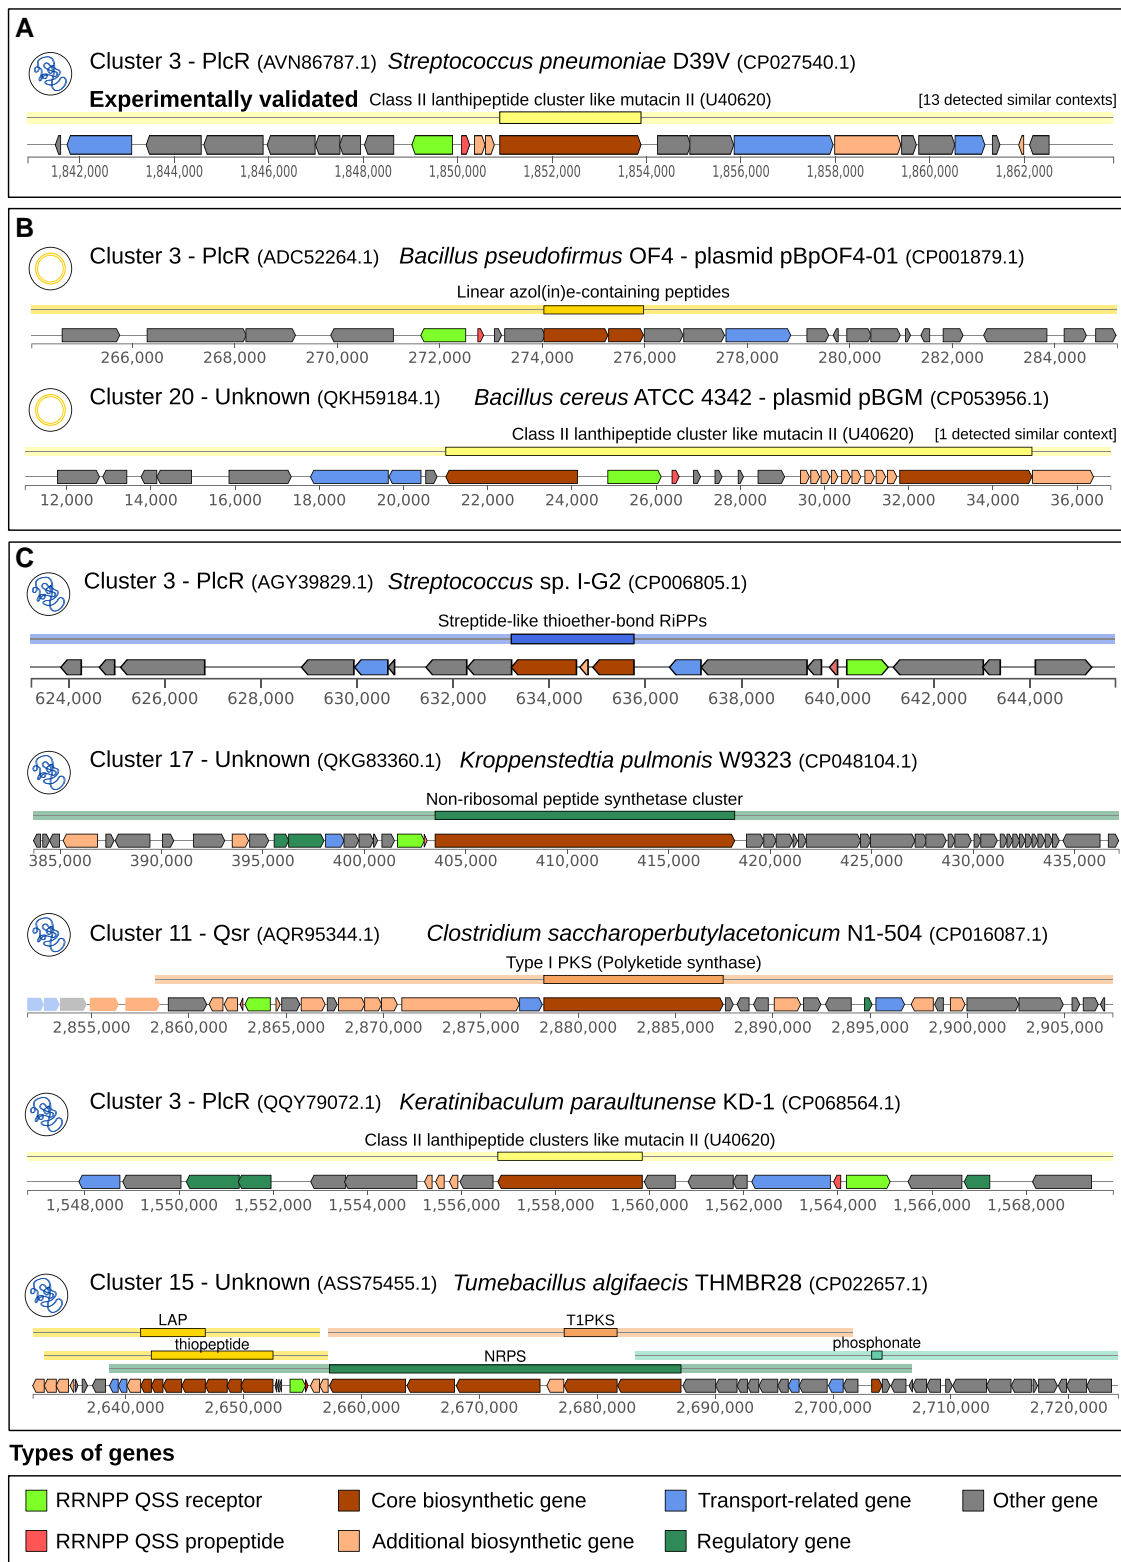 A
Cluster 3 - PlcR (AVN86787.1) Streptococcus pneumoniae D39V (CP027540.1)
Experimentally validated Class II lanthipeptide cluster like mutacin II (U40620) [13 detected similar contexts]
1,842,000 1,844,000 1,846,000 1,848,000 1,850,000 1,852,000 1,854,000 1,856,000 1,858,000 1,860,000 1,862,000
B
Cluster 3 - PlcR (ADC52264.1) Bacillus pseudofirmus OF4 - plasmid pBpOF4-01 (CP001879.1)
Linear azol(in)e-containing peptides
266,000 268,000 270,000 272,000 274,000 276,000 278,000 280,000 282,000 284,000
Cluster 20 - Unknown (QKH59184.1) Bacillus cereus ATCC 4342 - plasmid pBGM (CP053956.1)
Class II lanthipeptide cluster like mutacin II (U40620) [1 detected similar context]
12,000 14,000 16,000 18,000 20,000 22,000 24,000 26,000 28,000 30,000 32,000 34,000 36,000
C
Cluster 3 - PlcR (AGY39829.1) Streptococcus sp. I-G2 (CP006805.1)
Streptide-like thioether-bond RiPPs
624,000 626,000 628,000 630,000 632,000 634,000 636,000 638,000 640,000 642,000 644,000
Cluster 17 - Unknown (QKG83360.1) Kroppenstedtia pulmonis W9323 (CP048104.1)
Non-ribosomal peptide synthetase cluster
385,000 390,000 395,000 400,000 405,000 410,000 415,000 420,000 425,000 430,000 435,000
Cluster 11 - Qsr (AQR95344.1) Clostridium saccharoperbutylacetonicum N1-504 (CP016087.1)
Type I PKS (Polyketide synthase)
2,855,000 2,860,000 2,865,000 2,870,000 2,875,000 2,880,000 2,885,000 2,890,000 2,895,000 2,900,000 2,905,000
Cluster 3 - PlcR (QQY79072.1) Keratinibaculum paraultunense KD-1 (CP068564.1)
Class II lanthipeptide clusters like mutacin II (U40620)
1,548,000 1,550,000 1,552,000 1,554,000 1,556,000 1,558,000 1,560,000 1,562,000 1,564,000 1,566,000 1,568,000
Cluster 15 - Unknown (ASS75455.1) Tumebacillus algifaecis THMBR28 (CP022657.1)
LAP T1PKS
thiopeptide NRPS phosphonate
2,640,000 2,650,000 2,660,000 2,670,000 2,680,000 2,690,000 2,700,000 2,710,000 2,720,000
Types of genes
RRNPP QSS receptor Core biosynthetic gene Transport-related gene Other gene
RRNPP QSS propeptide Additional biosynthetic gene Regulatory gene